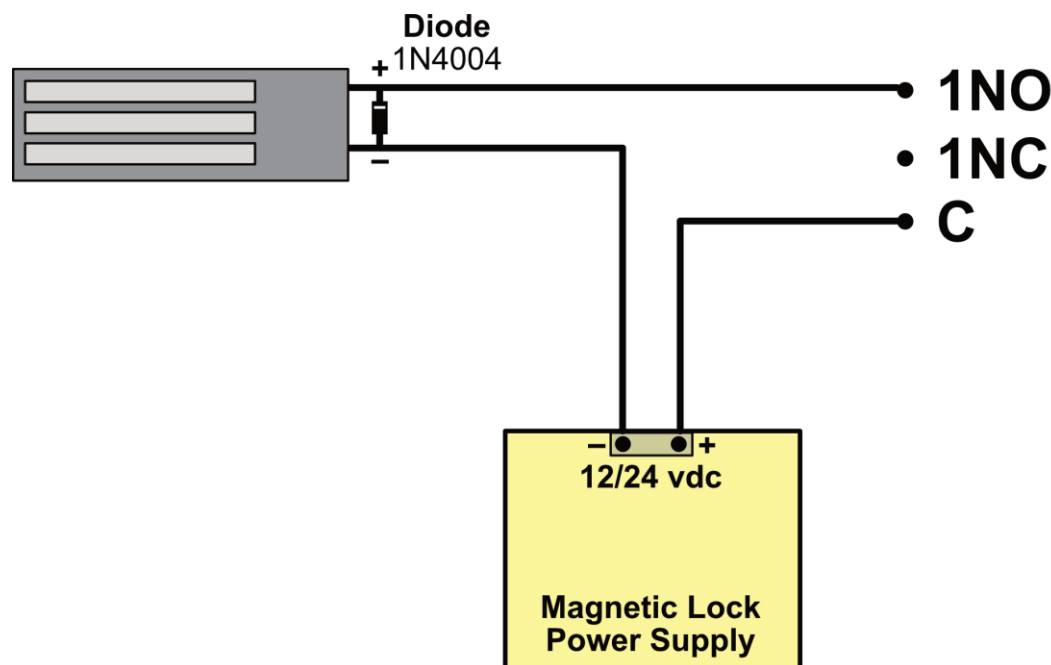 Diode
1N4004
+
–
1NO
1NC
C
– +
12/24 vdc
Magnetic Lock
Power Supply